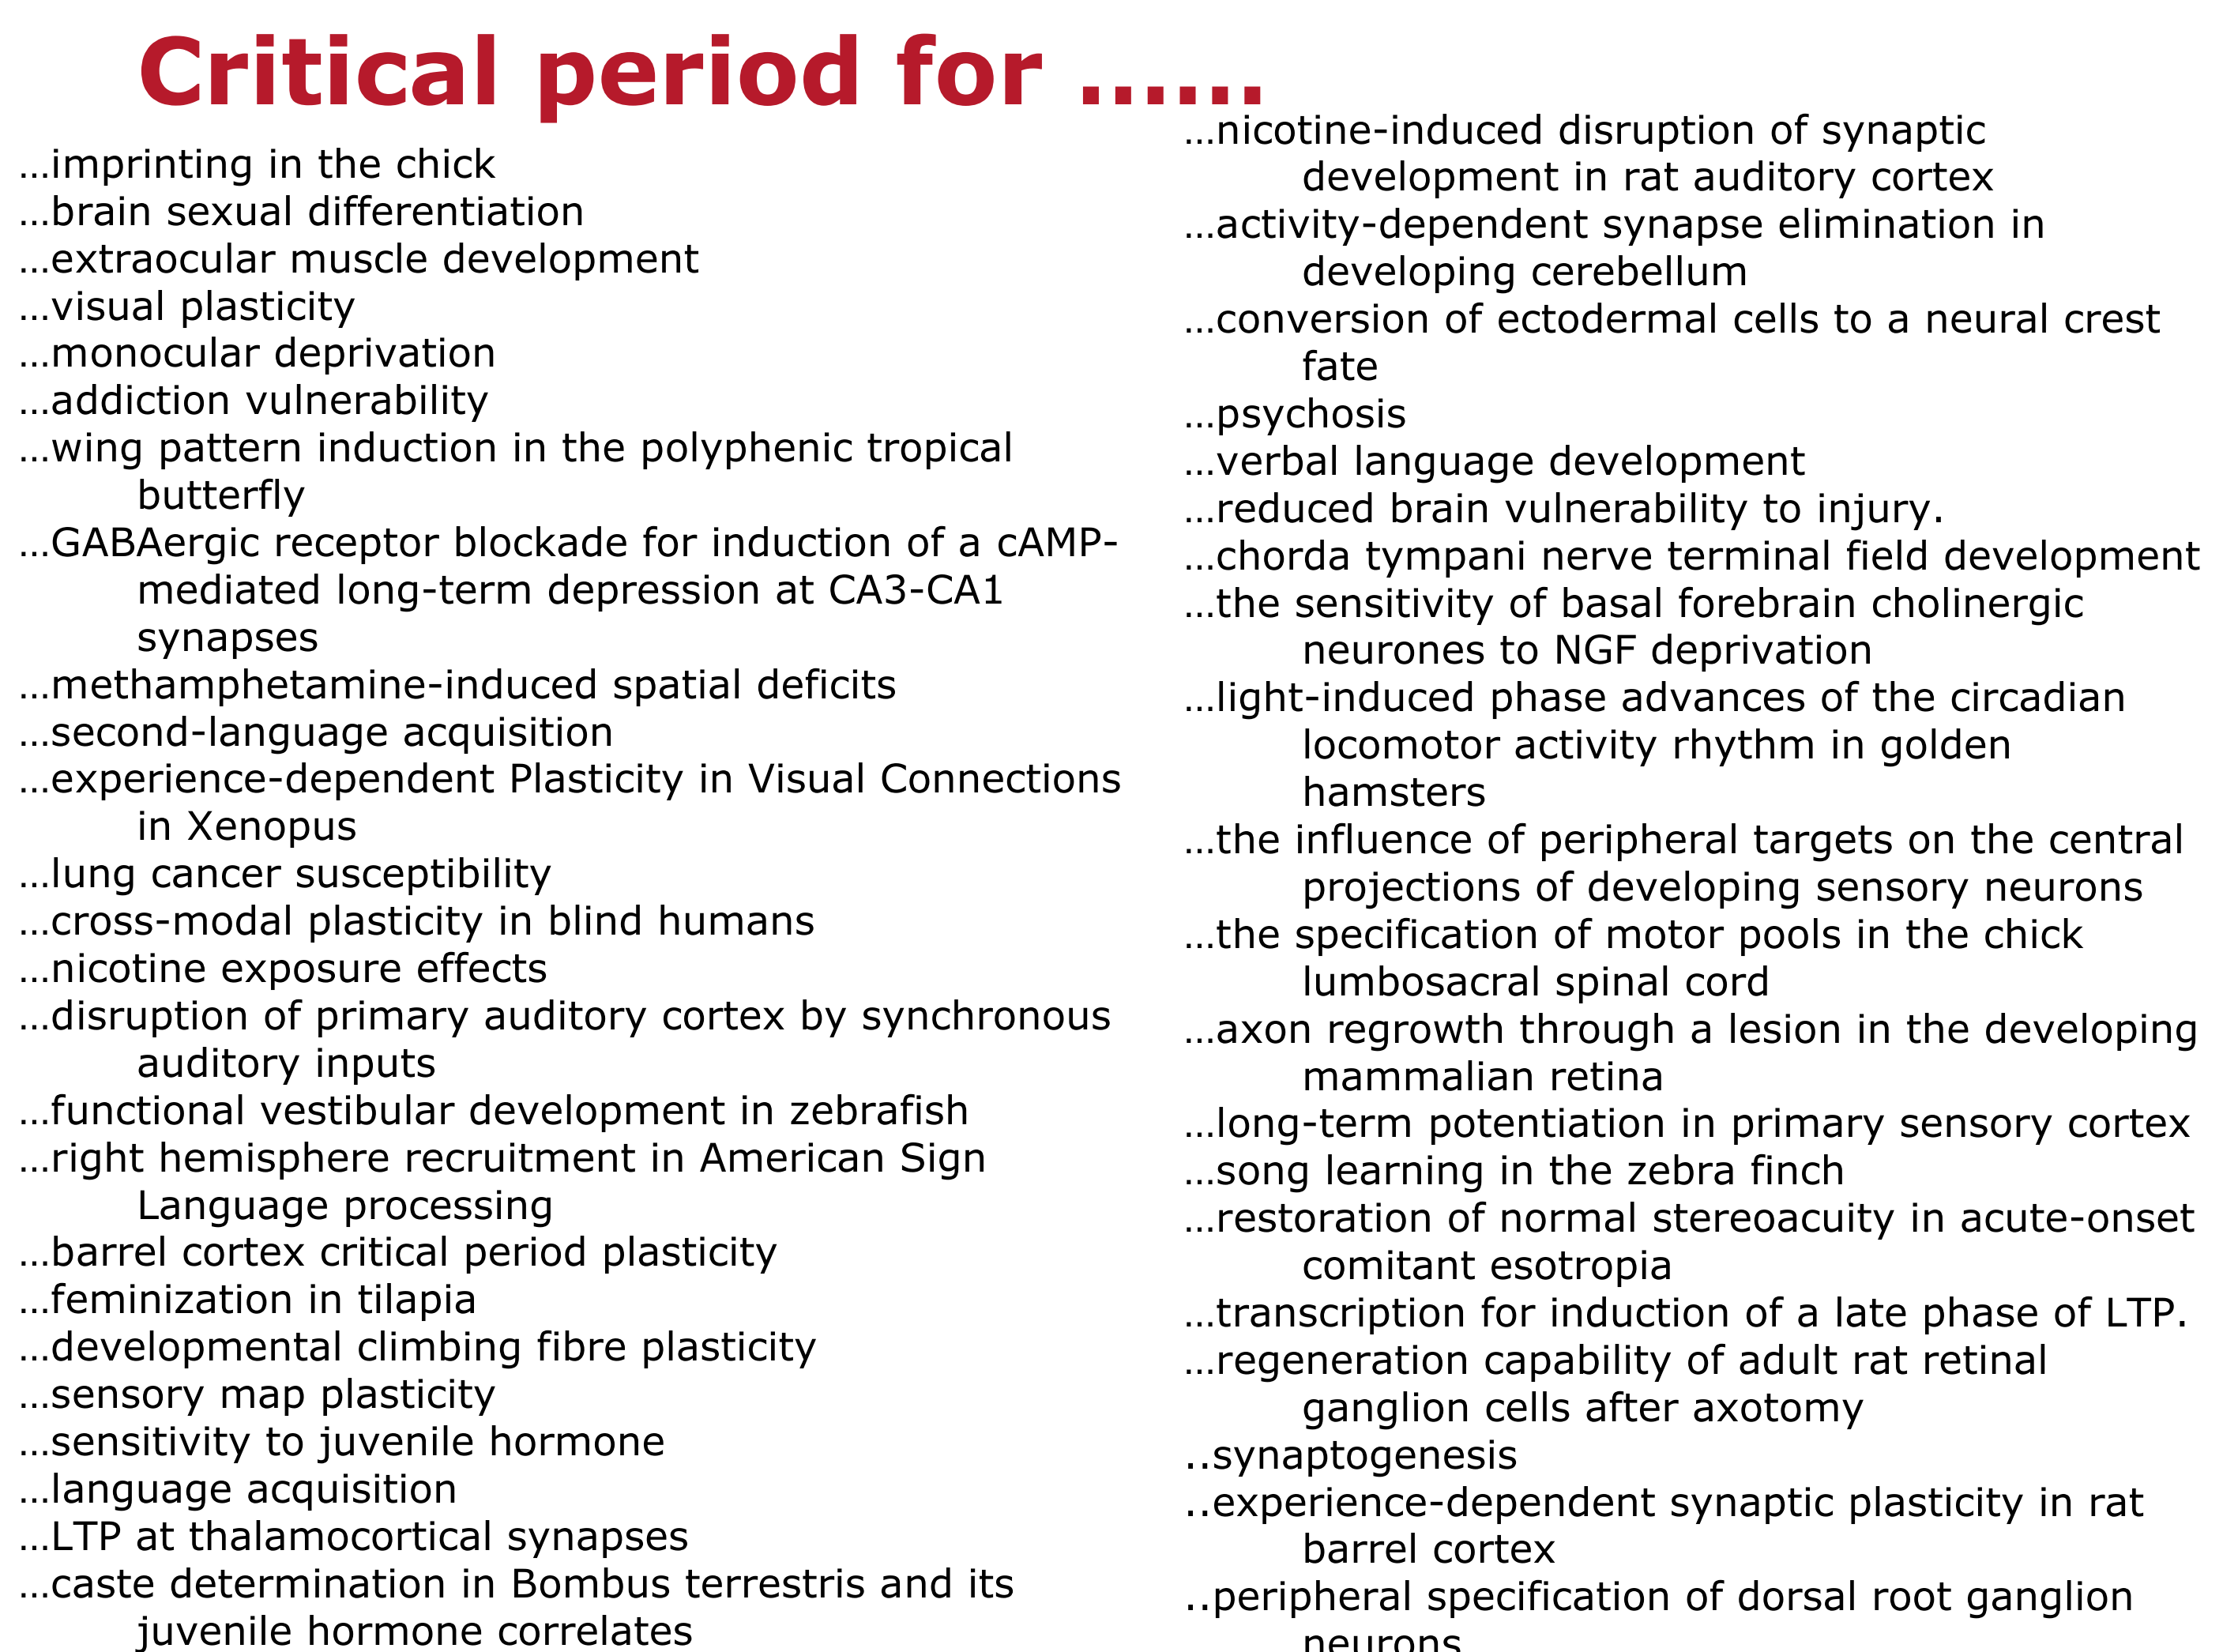 Critical period for ......
...imprinting in the chick
...brain sexual differentiation
...extraocular muscle development
...visual plasticity
...monocular deprivation
...addiction vulnerability
...wing pattern induction in the polyphenic tropical
butterfly
...GABAergic receptor blockade for induction of a cAMP-
mediated long-term depression at CA3-CA1
synapses
...methamphetamine-induced spatial deficits
...second-language acquisition
...experience-dependent Plasticity in Visual Connections
in Xenopus
...lung cancer susceptibility
...cross-modal plasticity in blind humans
...nicotine exposure effects
...disruption of primary auditory cortex by synchronous
auditory inputs
...functional vestibular development in zebrafish
...right hemisphere recruitment in American Sign
Language processing
...barrel cortex critical period plasticity
...feminization in tilapia
...developmental climbing fibre plasticity
...sensory map plasticity
...sensitivity to juvenile hormone
...language acquisition
...LTP at thalamocortical synapses
...caste determination in Bombus terrestris and its
juvenile hormone correlates
...nicotine-induced disruption of synaptic
development in rat auditory cortex
...activity-dependent synapse elimination in
developing cerebellum
...conversion of ectodermal cells to a neural crest
fate
...psychosis
...verbal language development
...reduced brain vulnerability to injury.
...chorda tympani nerve terminal field development
...the sensitivity of basal forebrain cholinergic
neurones to NGF deprivation
...light-induced phase advances of the circadian
locomotor activity rhythm in golden
hamsters
...the influence of peripheral targets on the central
projections of developing sensory neurons
...the specification of motor pools in the chick
lumbosacral spinal cord
...axon regrowth through a lesion in the developing
mammalian retina
...long-term potentiation in primary sensory cortex
...song learning in the zebra finch
...restoration of normal stereoacuity in acute-onset
comitant esotropia
...transcription for induction of a late phase of LTP.
...regeneration capability of adult rat retinal
ganglion cells after axotomy
..synaptogenesis
..experience-dependent synaptic plasticity in rat
barrel cortex
..peripheral specification of dorsal root ganglion
neurons